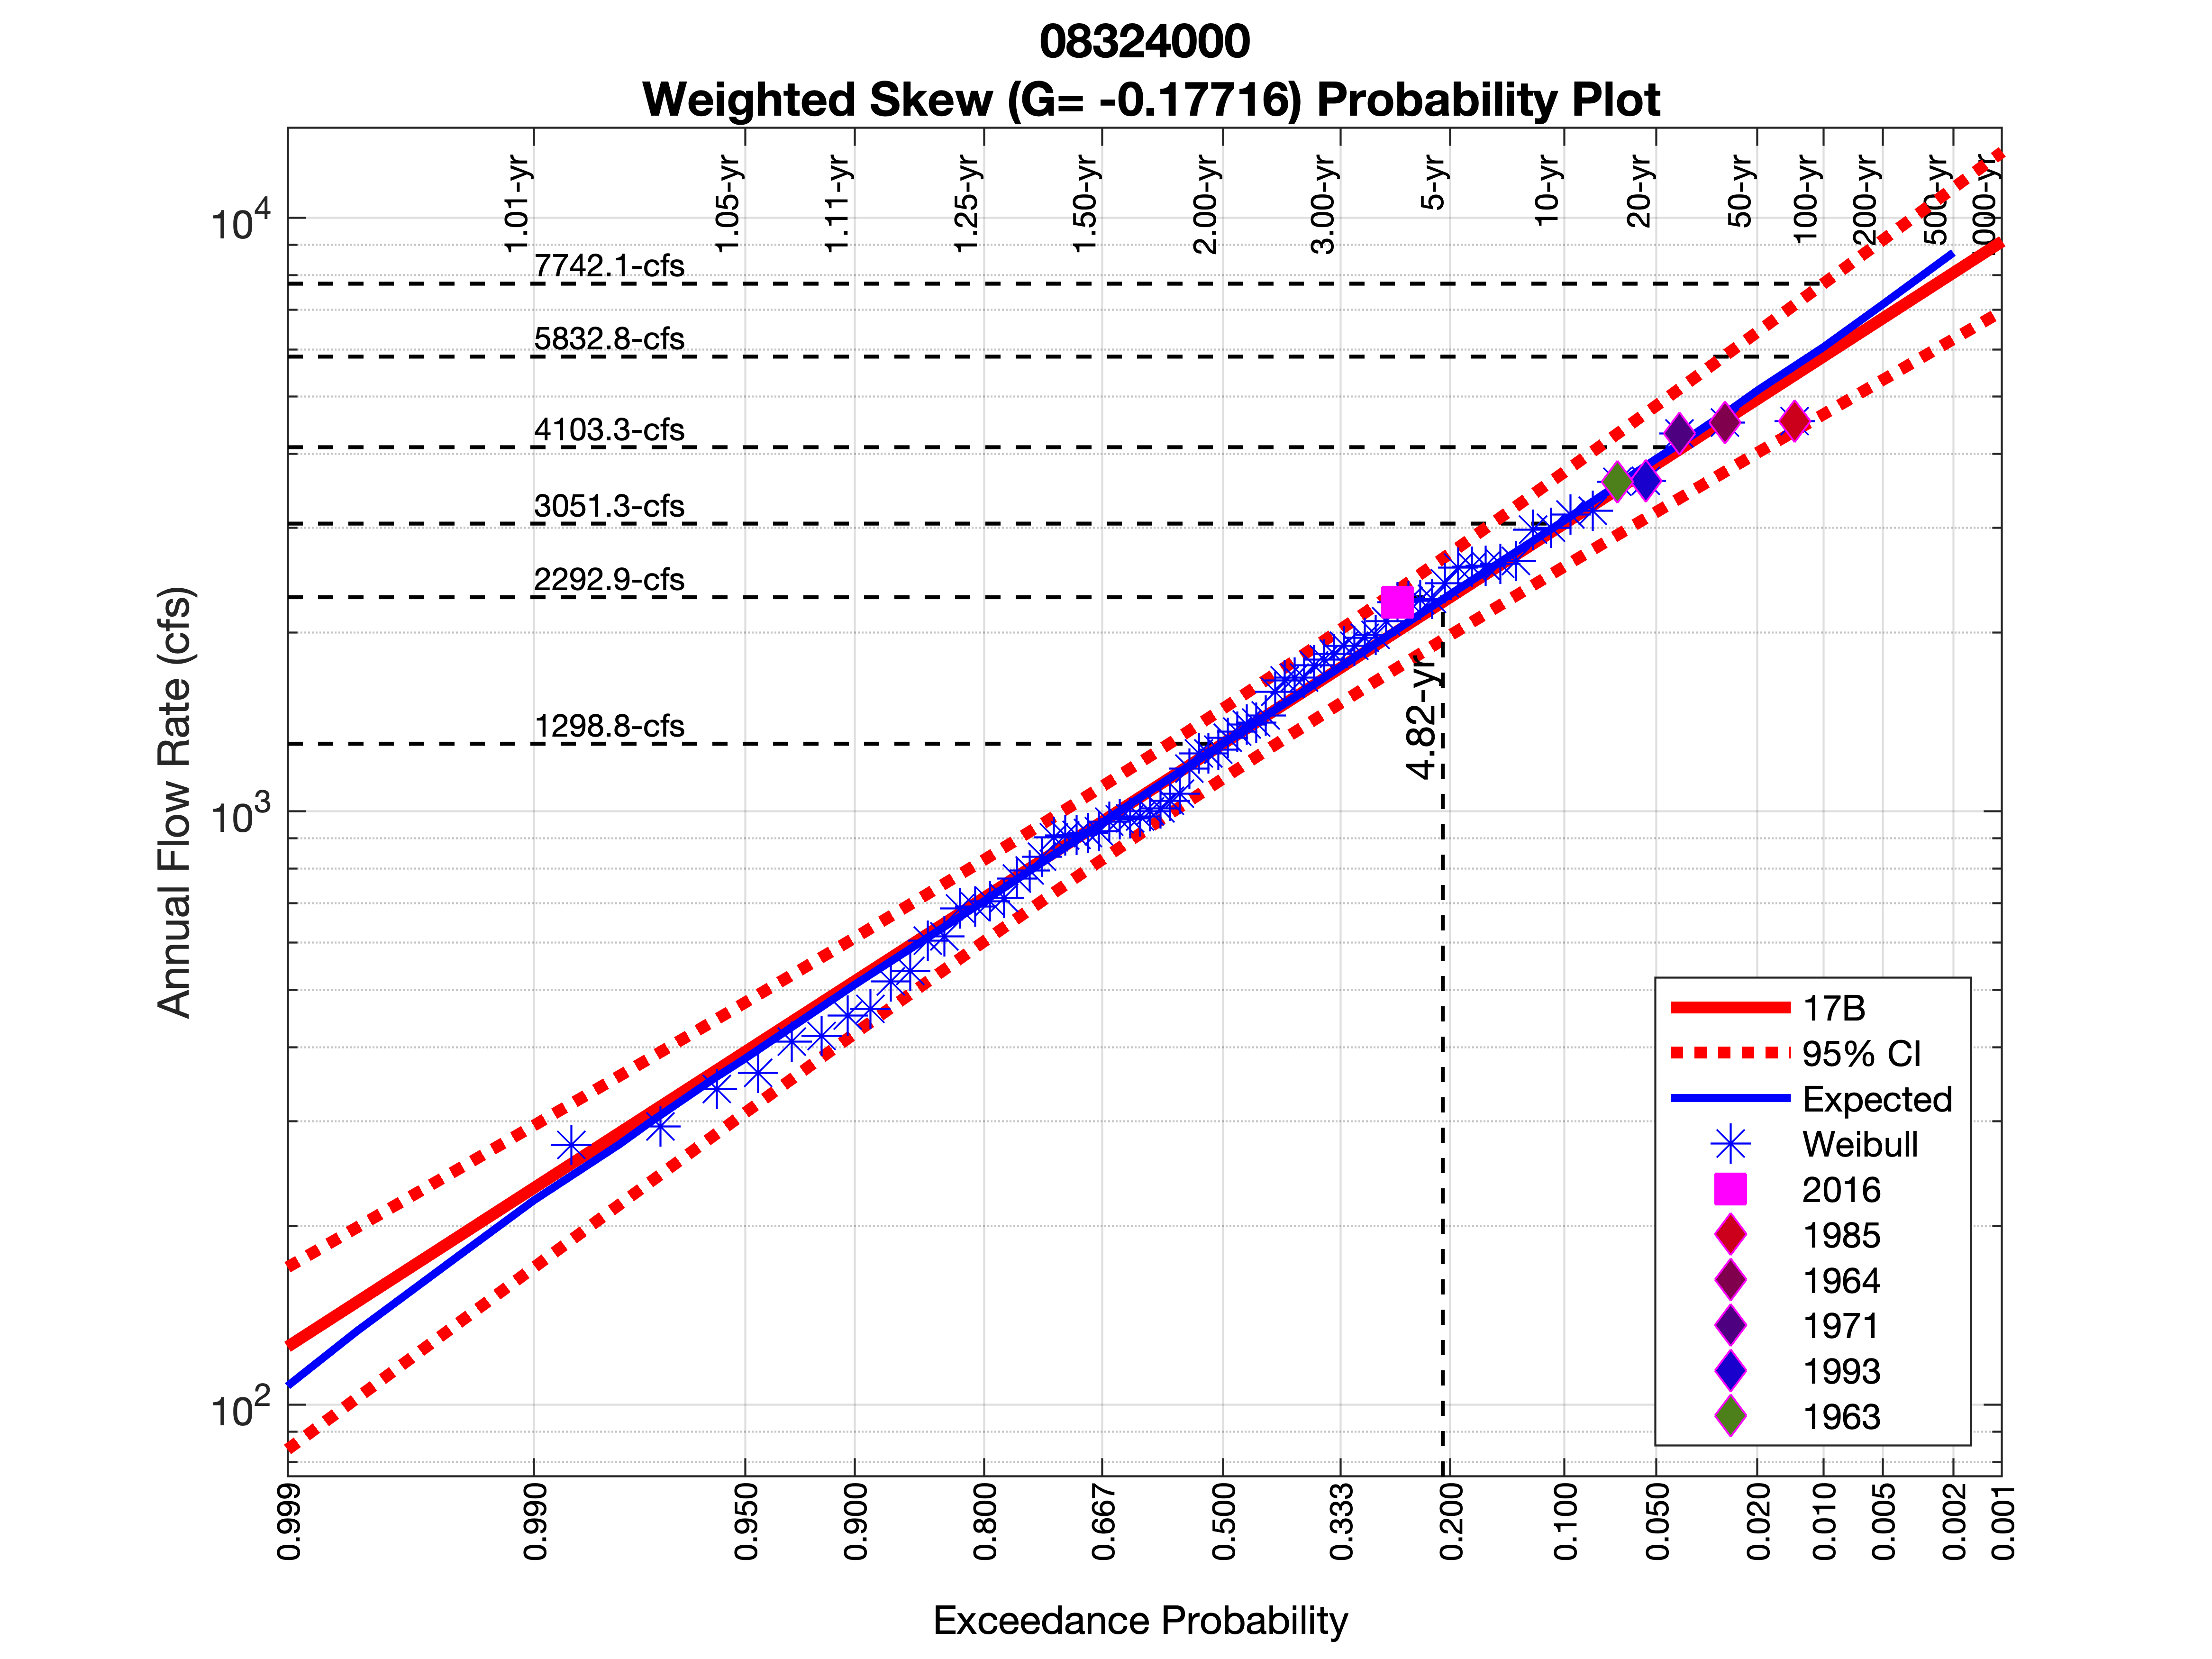 08324000
Weighted Skew (G= -0.17716) Probability Plot
1.01-yr
1.05-yr
1.11-yr
1.25-yr
1.50-yr
2.00-yr
3.00-yr
5-yr
10-yr
20-yr
50-yr
100-yr
200-yr
500-yr
7742.1-cfs
5832.8-cfs
4103.3-cfs
3051.3-cfs
2292.9-cfs
1298.8-cfs
4.82-yr
10^4
10^3
10^2
Annual Flow Rate (cfs)
17B
95% CI
Expected
Weibull
2016
1985
1964
1971
1993
1963
0.999
0.990
0.950
0.900
0.800
0.667
0.500
0.333
0.200
0.100
0.050
0.020
0.010
0.005
0.002
0.001
Exceedance Probability